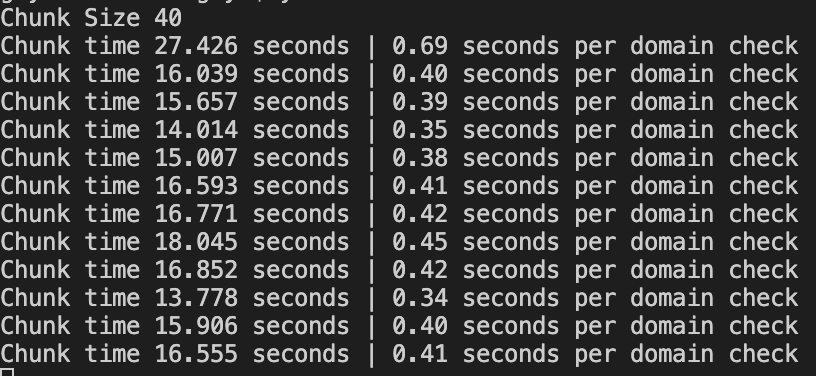 Chunk Size 40
Chunk time 27.426 seconds | 0.69 seconds per domain check
Chunk time 16.039 seconds | 0.40 seconds per domain check
Chunk time 15.657 seconds | 0.39 seconds per domain check
Chunk time 14.014 seconds | 0.35 seconds per domain check
Chunk time 15.007 seconds | 0.38 seconds per domain check
Chunk time 16.593 seconds | 0.41 seconds per domain check
Chunk time 16.771 seconds | 0.42 seconds per domain check
Chunk time 18.045 seconds | 0.45 seconds per domain check
Chunk time 16.852 seconds | 0.42 seconds per domain check
Chunk time 13.778 seconds | 0.34 seconds per domain check
Chunk time 15.906 seconds | 0.40 seconds per domain check
Chunk time 16.555 seconds | 0.41 seconds per domain check